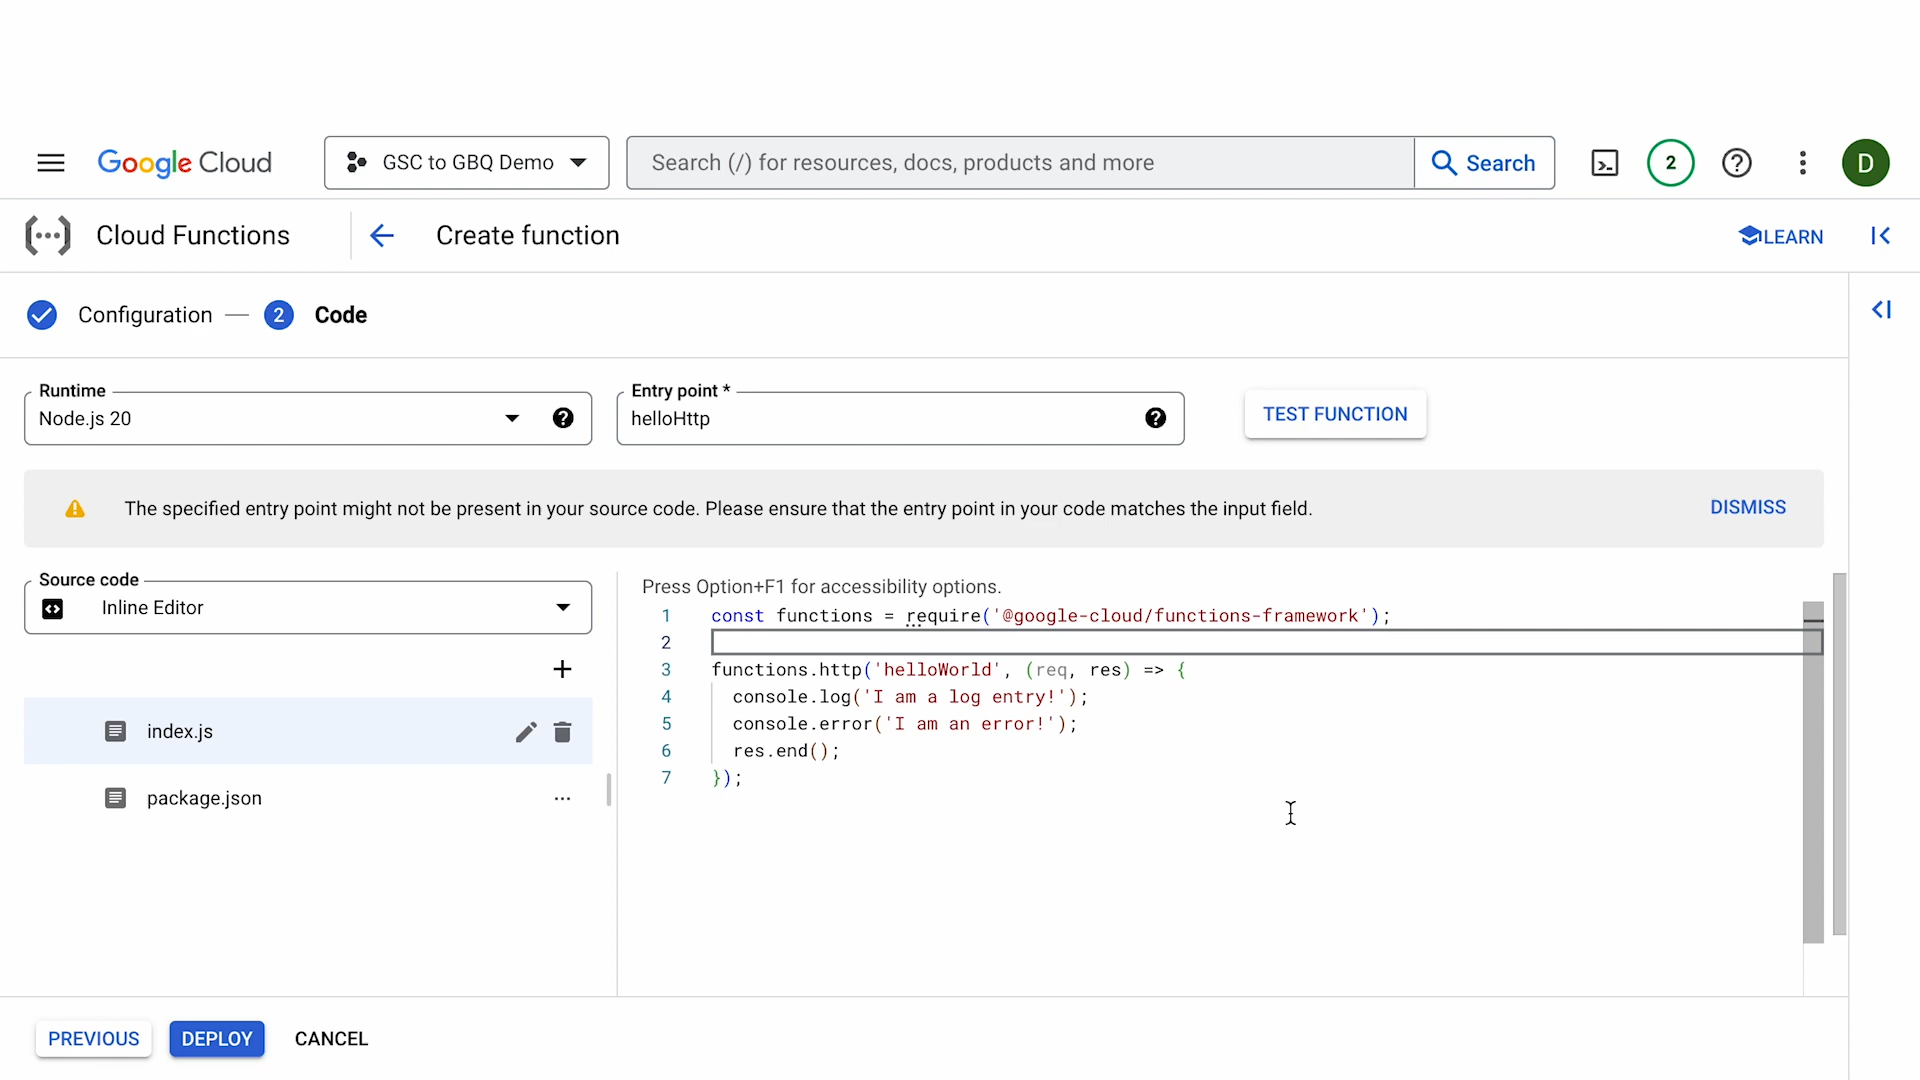 Google Cloud
GSC to GBQ Demo
Search (/) for resources, docs, products and more
Search
2
D
Cloud Functions
Create function
LEARN
Configuration
2
Code
Runtime
Node.js 20
Entry point *
helloHttp
TEST FUNCTION
The specified entry point might not be present in your source code. Please ensure that the entry point in your code matches the input field.
DISMISS
Source code
Inline Editor
index.js
package.json
Press Option+F1 for accessibility options.
1 const functions = require('@google-cloud/functions-framework');
2
3 functions.http('helloWorld', (req, res) => {
4 console.log('I am a log entry!');
5 console.error('I am an error!');
6 res.end();
7 });
PREVIOUS
DEPLOY
CANCEL